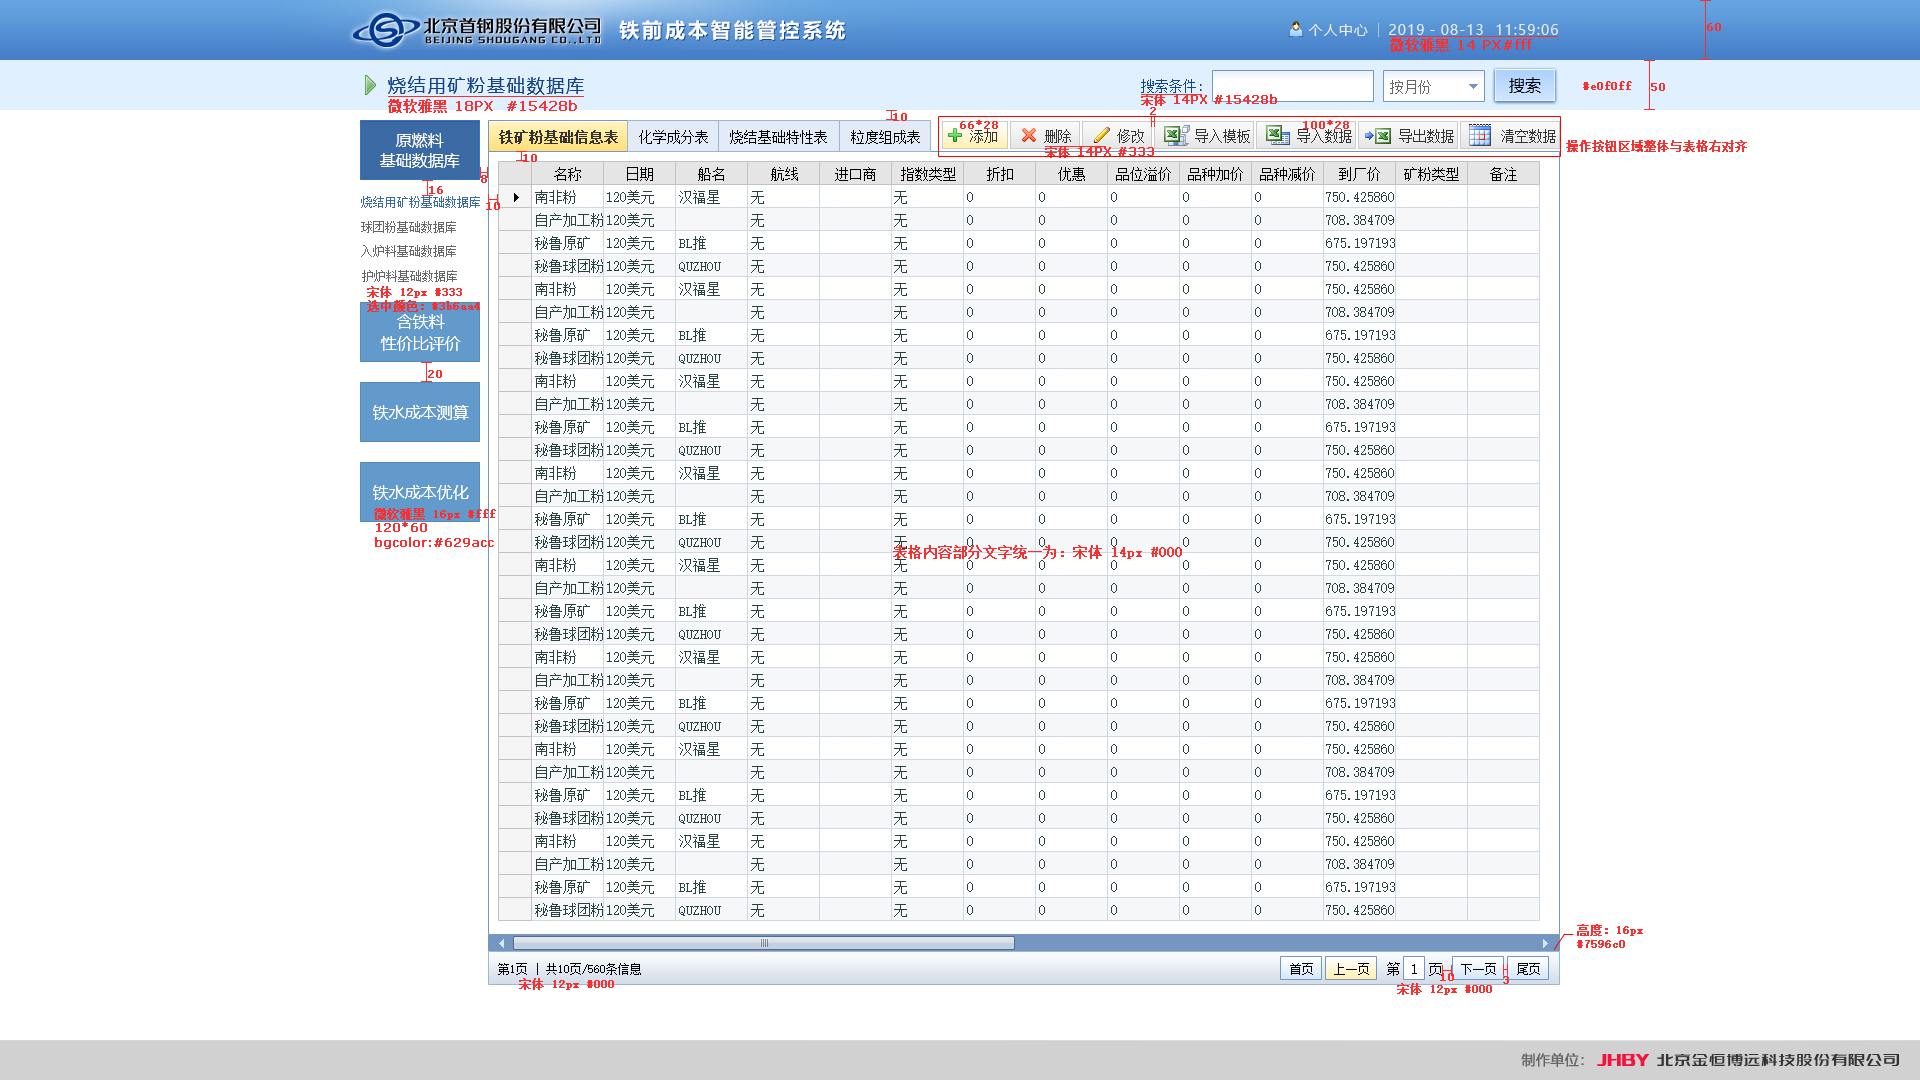 北京首钢股份有限公司
BEIJING SHOUGANG CO.,LTD
铁前成本智能管控系统
个人中心 | 2019 - 08-13 11:59:06
微软雅黑 14 PX#fff
60
烧结用矿粉基础数据库
微软雅黑 18PX #15428b
搜索条件：
宋体 14PX #15428b
按月份
搜索
#e0f0ff
50
原燃料
基础数据库
8
16
10
烧结用矿粉基础数据库
球团粉基础数据库
入炉料基础数据库
护炉料基础数据库
宋体 12px #333
选中颜色：#3b6aa4
含铁料
性价比评价
20
铁水成本测算
铁水成本优化
微软雅黑 16px #fff
120*60
bgcolor:#629acc
铁矿粉基础信息表 化学成分表 烧结基础特性表 粒度组成表
10
10
66*28
2
100*28
添加 删除 修改 导入模板 导入数据 导出数据 清空数据
宋体 14PX #333
操作按钮区域整体与表格右对齐
名称 日期 船名 航线 进口商 指数类型 折扣 优惠 品位溢价 品种加价 品种减价 到厂价 矿粉类型 备注
南非粉 120美元 汉福星 无 无 0 0 0 0 0 750.425860
自产加工粉 120美元 无 无 0 0 0 0 0 708.384709
秘鲁原矿 120美元 BL推 无 无 0 0 0 0 0 675.197193
秘鲁球团粉 120美元 QUZHOU 无 无 0 0 0 0 0 750.425860
南非粉 120美元 汉福星 无 无 0 0 0 0 0 750.425860
自产加工粉 120美元 无 无 0 0 0 0 0 708.384709
秘鲁原矿 120美元 BL推 无 无 0 0 0 0 0 675.197193
秘鲁球团粉 120美元 QUZHOU 无 无 0 0 0 0 0 750.425860
南非粉 120美元 汉福星 无 无 0 0 0 0 0 750.425860
自产加工粉 120美元 无 无 0 0 0 0 0 708.384709
秘鲁原矿 120美元 BL推 无 无 0 0 0 0 0 675.197193
秘鲁球团粉 120美元 QUZHOU 无 无 0 0 0 0 0 750.425860
南非粉 120美元 汉福星 无 无 0 0 0 0 0 750.425860
自产加工粉 120美元 无 无 0 0 0 0 0 708.384709
秘鲁原矿 120美元 BL推 无 无 0 0 0 0 0 675.197193
秘鲁球团粉 120美元 QUZHOU 无 无 0 0 0 0 0 750.425860
表格内容部分文字统一为：宋体 14px #000
南非粉 120美元 汉福星 无 无 0 0 0 0 0 750.425860
自产加工粉 120美元 无 无 0 0 0 0 0 708.384709
秘鲁原矿 120美元 BL推 无 无 0 0 0 0 0 675.197193
秘鲁球团粉 120美元 QUZHOU 无 无 0 0 0 0 0 750.425860
南非粉 120美元 汉福星 无 无 0 0 0 0 0 750.425860
自产加工粉 120美元 无 无 0 0 0 0 0 708.384709
秘鲁原矿 120美元 BL推 无 无 0 0 0 0 0 675.197193
秘鲁球团粉 120美元 QUZHOU 无 无 0 0 0 0 0 750.425860
南非粉 120美元 汉福星 无 无 0 0 0 0 0 750.425860
自产加工粉 120美元 无 无 0 0 0 0 0 708.384709
秘鲁原矿 120美元 BL推 无 无 0 0 0 0 0 675.197193
秘鲁球团粉 120美元 QUZHOU 无 无 0 0 0 0 0 750.425860
南非粉 120美元 汉福星 无 无 0 0 0 0 0 750.425860
自产加工粉 120美元 无 无 0 0 0 0 0 708.384709
秘鲁原矿 120美元 BL推 无 无 0 0 0 0 0 675.197193
秘鲁球团粉 120美元 QUZHOU 无 无 0 0 0 0 0 750.425860
高度：16px
#7596c0
第1页 | 共10页/560条信息
宋体 12px #000
首页 上一页 第 1 页 下一页 尾页
10
3
宋体 12px #000
制作单位： JHBY 北京金恒博远科技股份有限公司